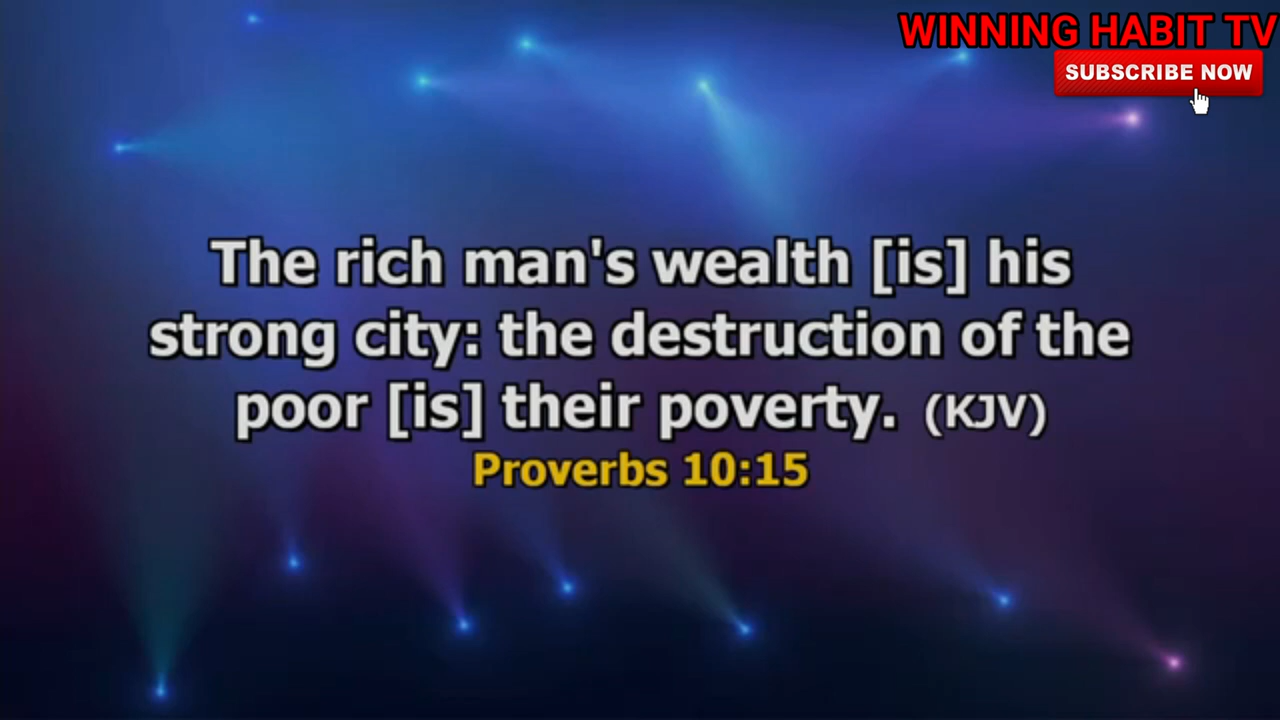 WINNING HABIT TV
SUBSCRIBE NOW
The rich man's wealth [is] his
strong city: the destruction of the
poor [is] their poverty. (KJV)
Proverbs 10:15